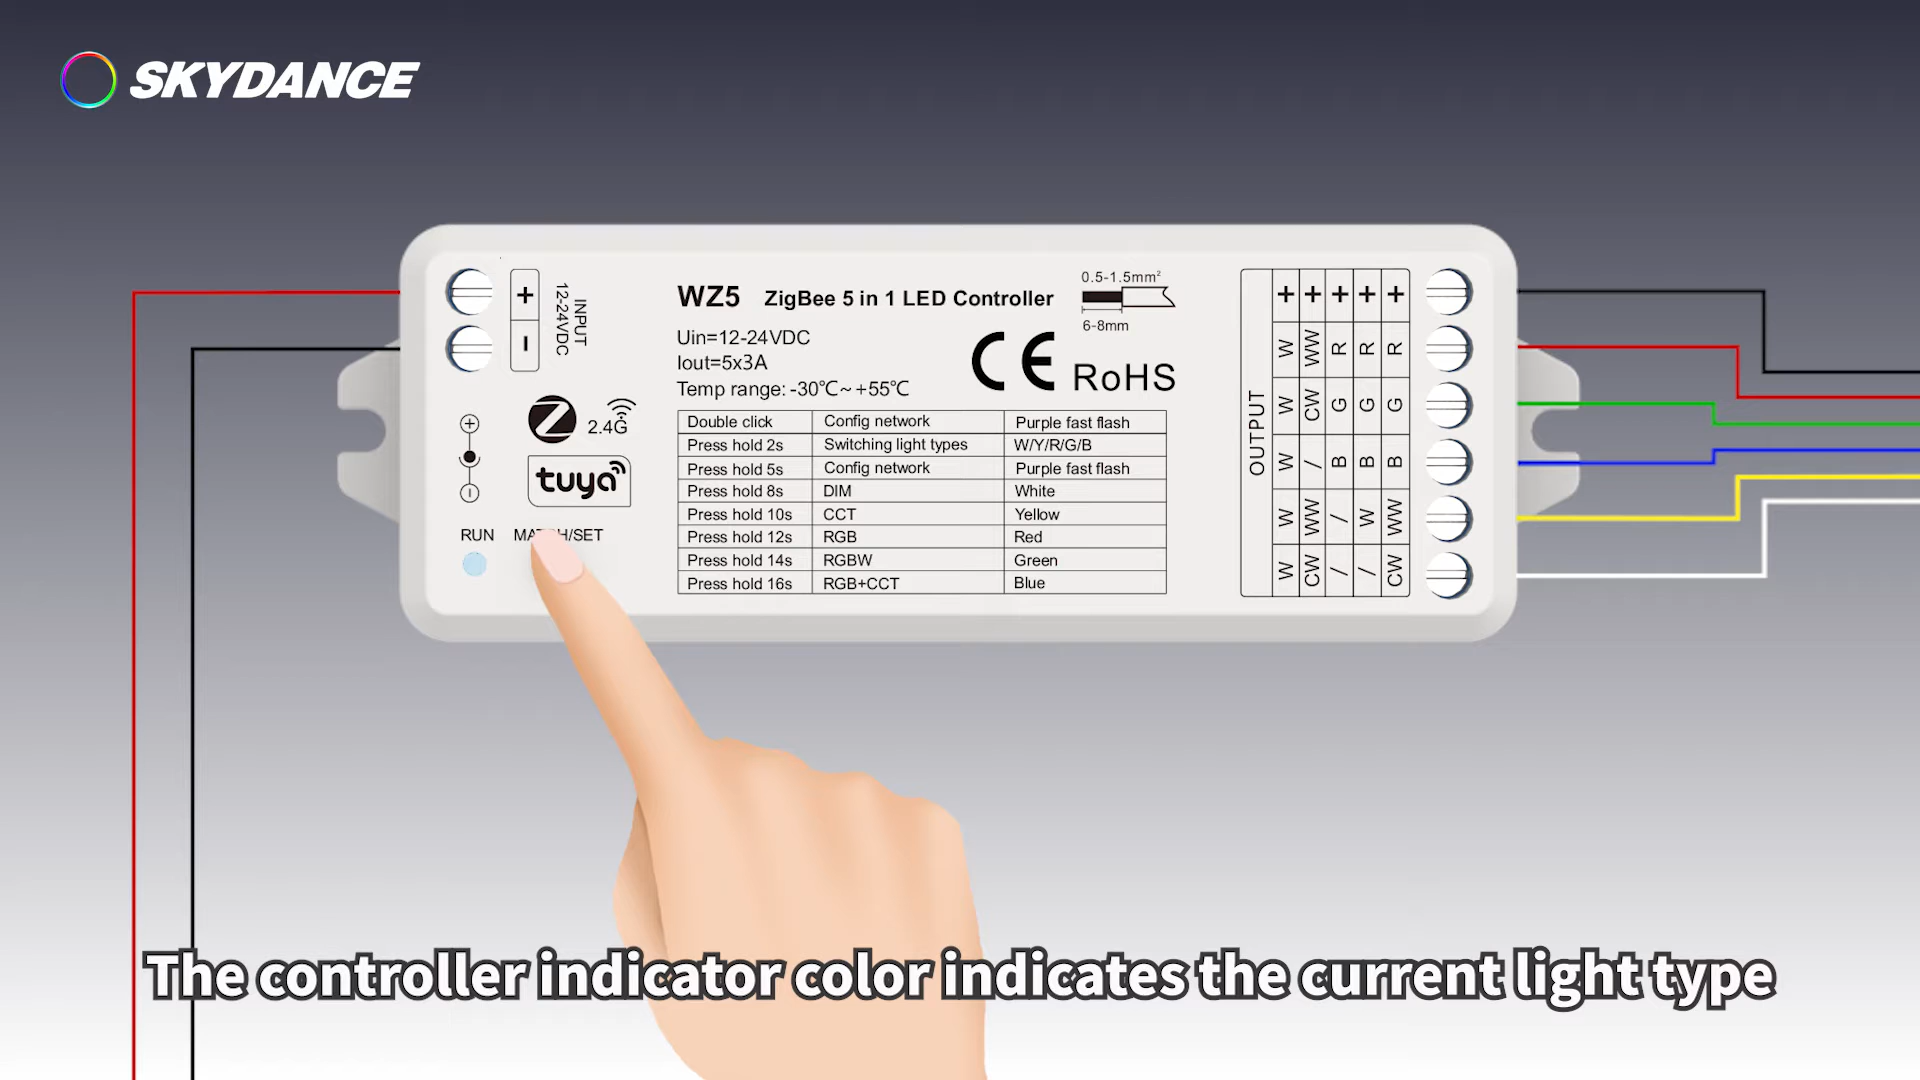 SKYDANCE
+
-
INPUT
12-24VDC
WZ5 ZigBee 5 in 1 LED Controller
0.5-1.5mm²
6-8mm
Uin=12-24VDC
Iout=5x3A
Temp range: -30℃~+55℃
CE RoHS
2.4G
tuya
RUN
MATCH/SET
Double click Config network Purple fast flash
Press hold 2s Switching light types W/Y/R/G/B
Press hold 5s Config network Purple fast flash
Press hold 8s DIM White
Press hold 10s CCT Yellow
Press hold 12s RGB Red
Press hold 14s RGBW Green
Press hold 16s RGB+CCT Blue
OUTPUT
+ + + + +
W WW R R R
W CW G G G
W / B B B
W WW / W WW
W CW / / CW
The controller indicator color indicates the current light type